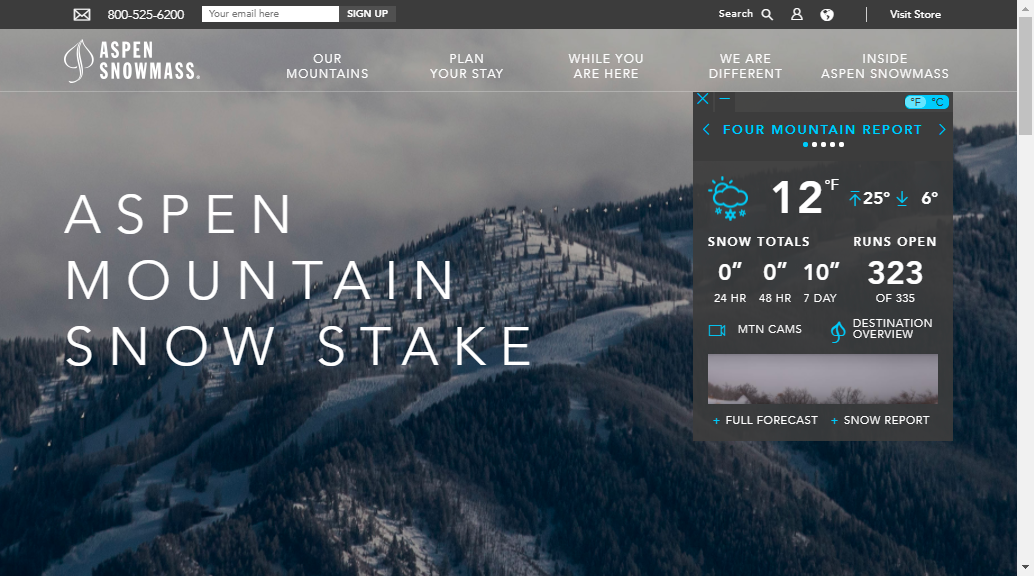 800-525-6200
Your email here
SIGN UP
Search
Visit Store
ASPEN
SNOWMASS®
OUR
MOUNTAINS
PLAN
YOUR STAY
WHILE YOU
ARE HERE
WE ARE
DIFFERENT
INSIDE
ASPEN SNOWMASS
ASPEN
MOUNTAIN
SNOW STAKE
°F °C
FOUR MOUNTAIN REPORT
12°F 25° 6°
SNOW TOTALS
0” 0” 10”
24 HR 48 HR 7 DAY
RUNS OPEN
323
OF 335
MTN CAMS
DESTINATION
OVERVIEW
+ FULL FORECAST + SNOW REPORT